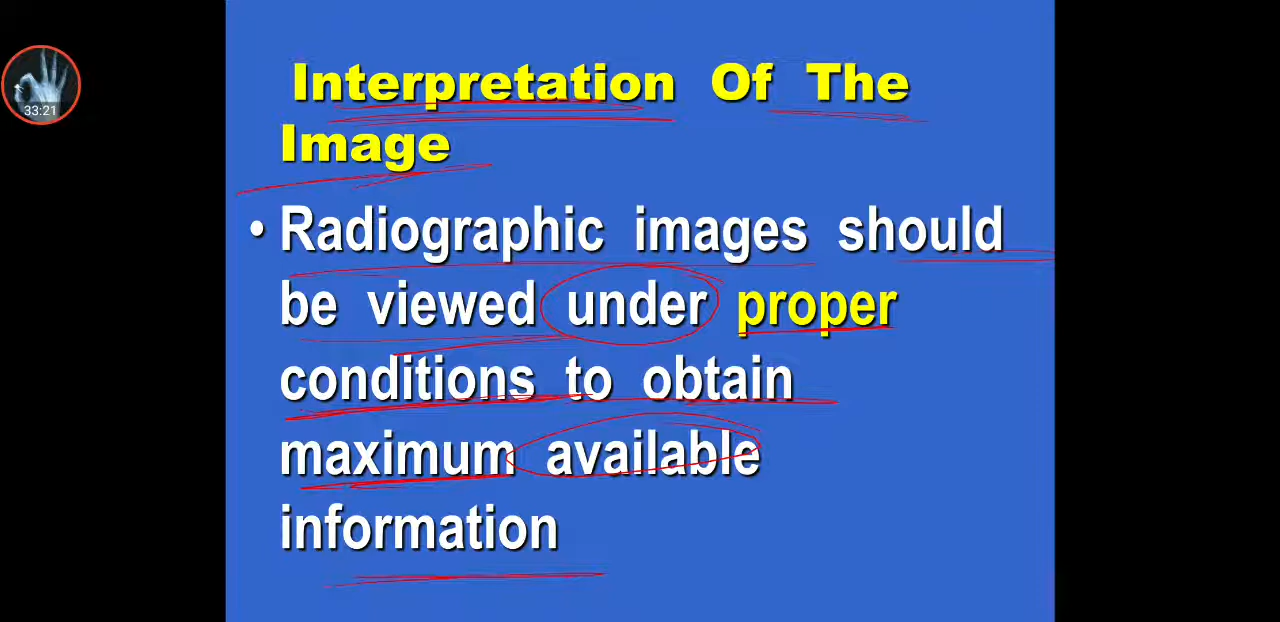 Interpretation Of The
Image
• Radiographic images should
be viewed under proper
conditions to obtain
maximum available
information
33:21